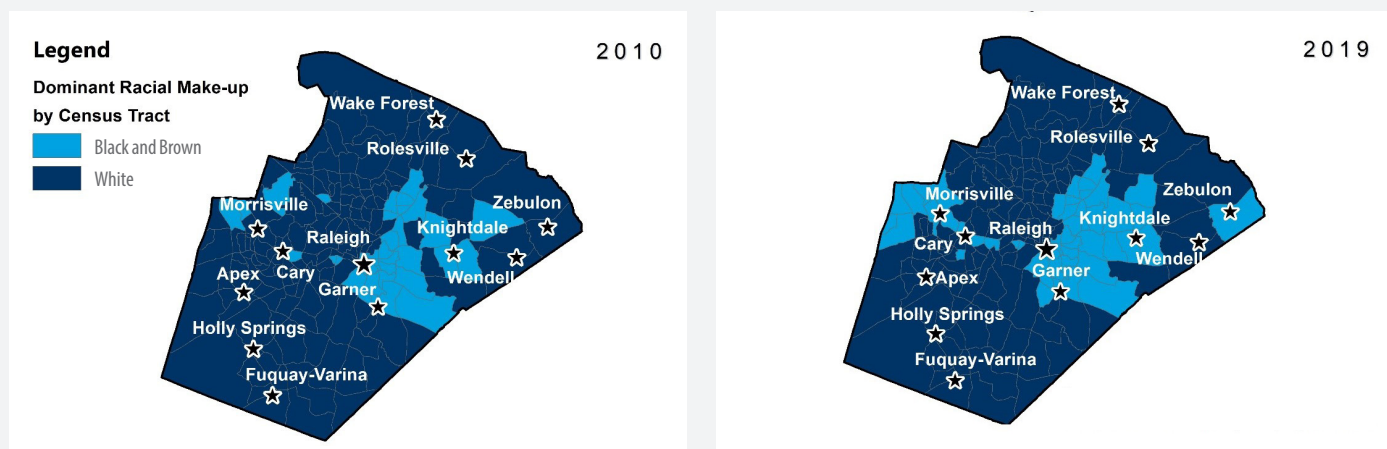 Legend
Dominant Racial Make-up
by Census Tract
Black and Brown
White
2010
Wake Forest
Rolesville
Zebulon
Morrisville
Knightdale
Raleigh
Wendell
Apex
Cary
Garner
Holly Springs
Fuquay-Varina
2019
Wake Forest
Rolesville
Zebulon
Morrisville
Knightdale
Raleigh
Cary
Wendell
Garner
Apex
Holly Springs
Fuquay-Varina